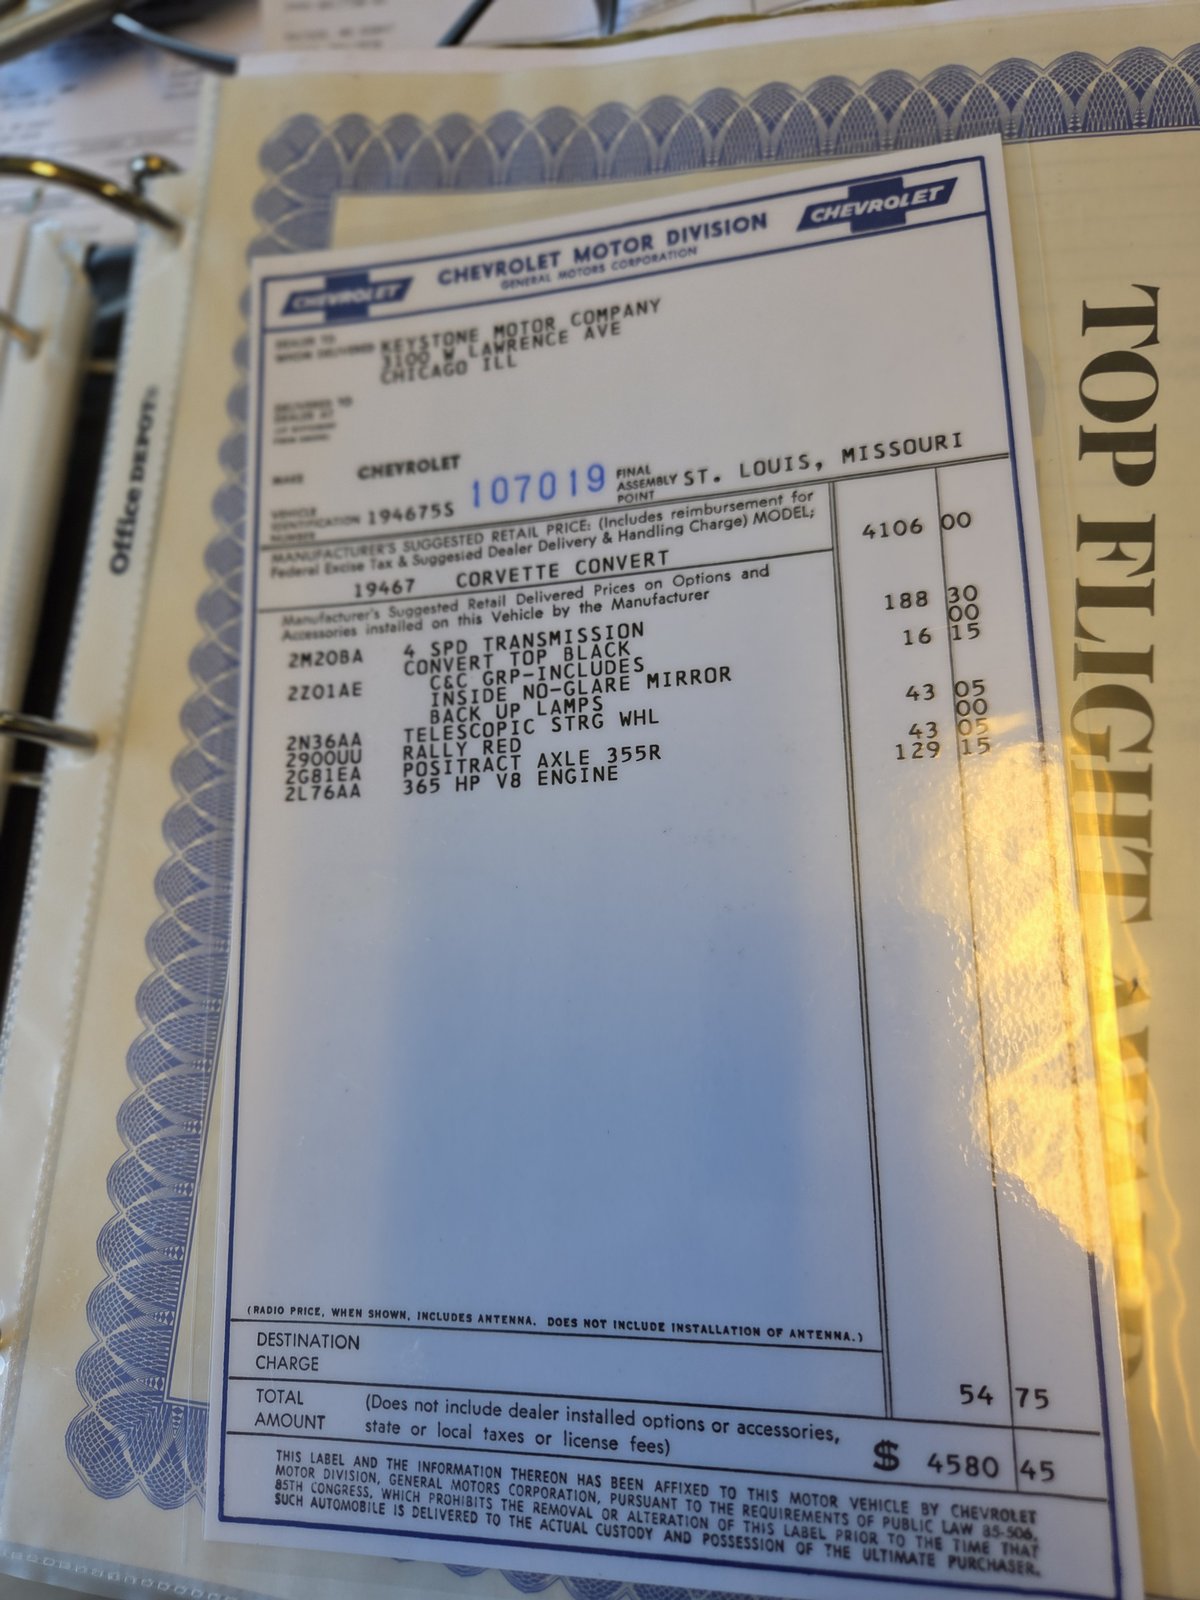 CHEVROLET
CHEVROLET MOTOR DIVISION
GENERAL MOTORS CORPORATION
CHEVROLET
DEALER TO
WHOM DELIVERED KEYSTONE MOTOR COMPANY
3100 W LAWRENCE AVE
CHICAGO ILL
DELIVERED TO
DEALER AT
MAKE CHEVROLET
VEHICLE
IDENTIFICATION
NUMBER 194675S 107019 FINAL
ASSEMBLY
POINT ST. LOUIS, MISSOURI
MANUFACTURER'S SUGGESTED RETAIL PRICE: (Includes reimbursement for
Federal Excise Tax & Suggested Dealer Delivery & Handling Charge) MODEL; 4106 00
19467 CORVETTE CONVERT
Manufacturer's Suggested Retail Delivered Prices on Options and
Accessories installed on this Vehicle by the Manufacturer
2M20BA 4 SPD TRANSMISSION 188 30
CONVERT TOP BLACK 00
2Z01AE C&C GRP-INCLUDES 16 15
INSIDE NO-GLARE MIRROR
BACK UP LAMPS
2N36AA TELESCOPIC STRG WHL 43 05
2900UU RALLY RED 00
2G81EA POSITRACT AXLE 355R 43 05
2L76AA 365 HP V8 ENGINE 129 15
(RADIO PRICE, WHEN SHOWN, INCLUDES ANTENNA. DOES NOT INCLUDE INSTALLATION OF ANTENNA.)
DESTINATION
CHARGE 54 75
TOTAL
AMOUNT (Does not include dealer installed options or accessories,
state or local taxes or license fees) $ 4580 45
THIS LABEL AND THE INFORMATION THEREON HAS BEEN AFFIXED TO THIS MOTOR VEHICLE BY CHEVROLET
MOTOR DIVISION, GENERAL MOTORS CORPORATION, PURSUANT TO THE REQUIREMENTS OF PUBLIC LAW 85-506,
85TH CONGRESS, WHICH PROHIBITS THE REMOVAL OR ALTERATION OF THIS LABEL PRIOR TO THE TIME THAT
SUCH AUTOMOBILE IS DELIVERED TO THE ACTUAL CUSTODY AND POSSESSION OF THE ULTIMATE PURCHASER.
TOP FLIGHT AWARD
Office DEPOT